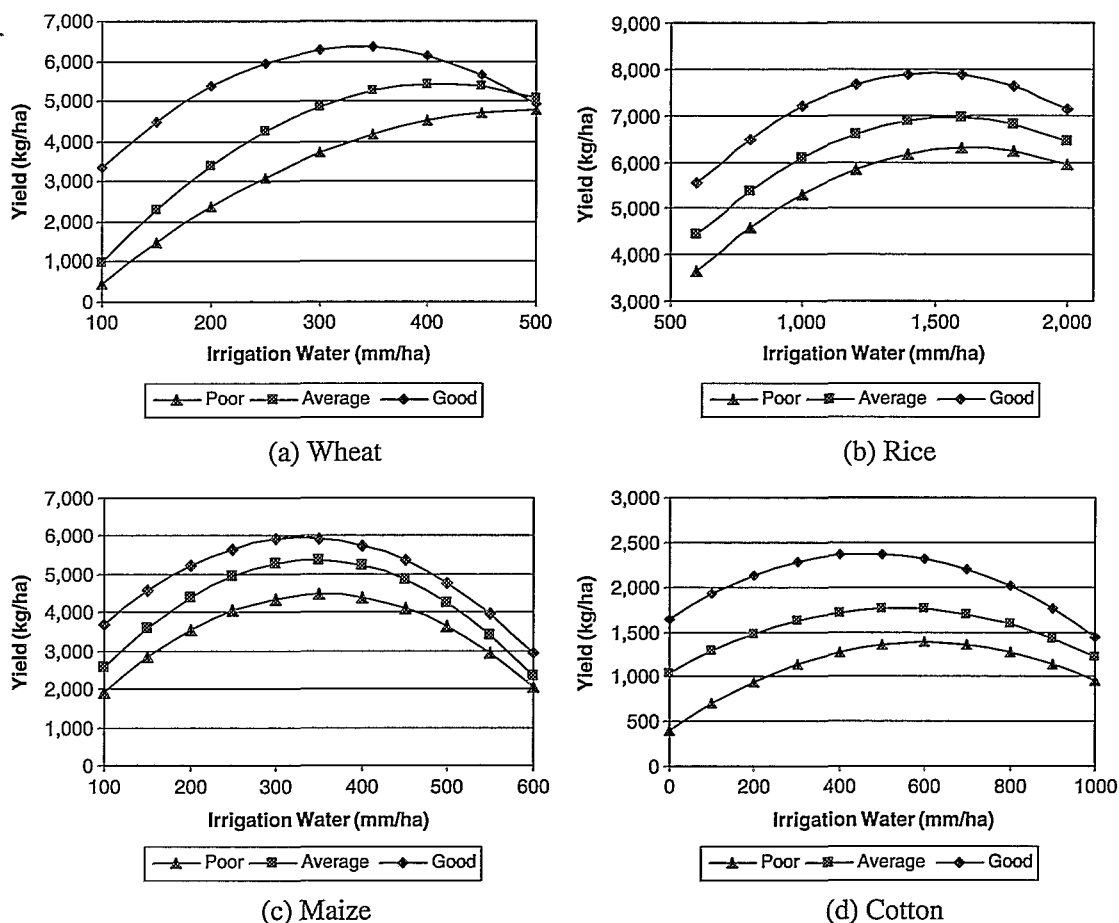 7,000
6,000
5,000
4,000
3,000
2,000
1,000
0
Yield (kg/ha)
100 200 300 400 500
Irrigation Water (mm/ha)
Poor Average Good
(a) Wheat
9,000
8,000
7,000
6,000
5,000
4,000
3,000
Yield (kg/ha)
500 1,000 1,500 2,000
Irrigation Water (mm/ha)
Poor Average Good
(b) Rice
7,000
6,000
5,000
4,000
3,000
2,000
1,000
0
Yield (kg/ha)
100 200 300 400 500 600
Irrigation Water (mm/ha)
Poor Average Good
(c) Maize
3,000
2,500
2,000
1,500
1,000
500
0
Yield (kg/ha)
0 200 400 600 800 1000
Irrigation Water (mm/ha)
Poor Average Good
(d) Cotton